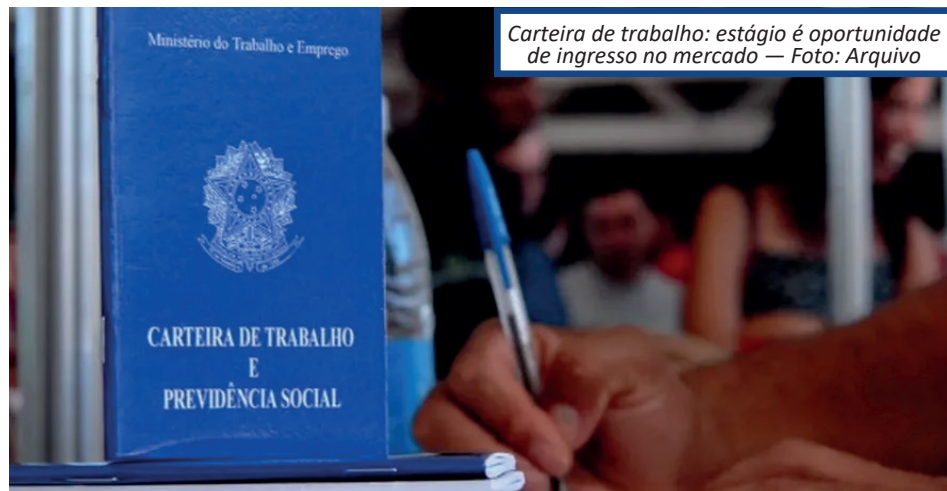 Carteira de trabalho: estágio é oportunidade
de ingresso no mercado — Foto: Arquivo
Ministério do Trabalho e Emprego
CARTEIRA DE TRABALHO
E
PREVIDÊNCIA SOCIAL